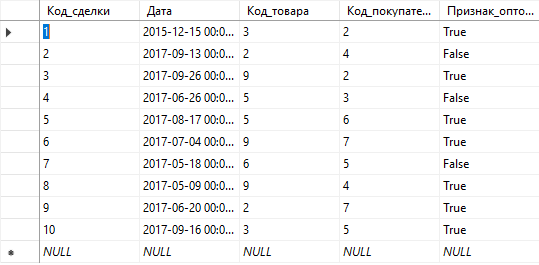 Код_сделки Дата Код_товара Код_покупате... Признак_опто...
1 2015-12-15 00:0... 3 2 True
2 2017-09-13 00:0... 2 4 False
3 2017-09-26 00:0... 9 2 True
4 2017-06-26 00:0... 5 3 False
5 2017-08-17 00:0... 5 6 True
6 2017-07-04 00:0... 9 7 True
7 2017-05-18 00:0... 6 5 False
8 2017-05-09 00:0... 9 4 True
9 2017-06-20 00:0... 2 7 True
10 2017-09-16 00:0... 3 5 True
NULL NULL NULL NULL NULL